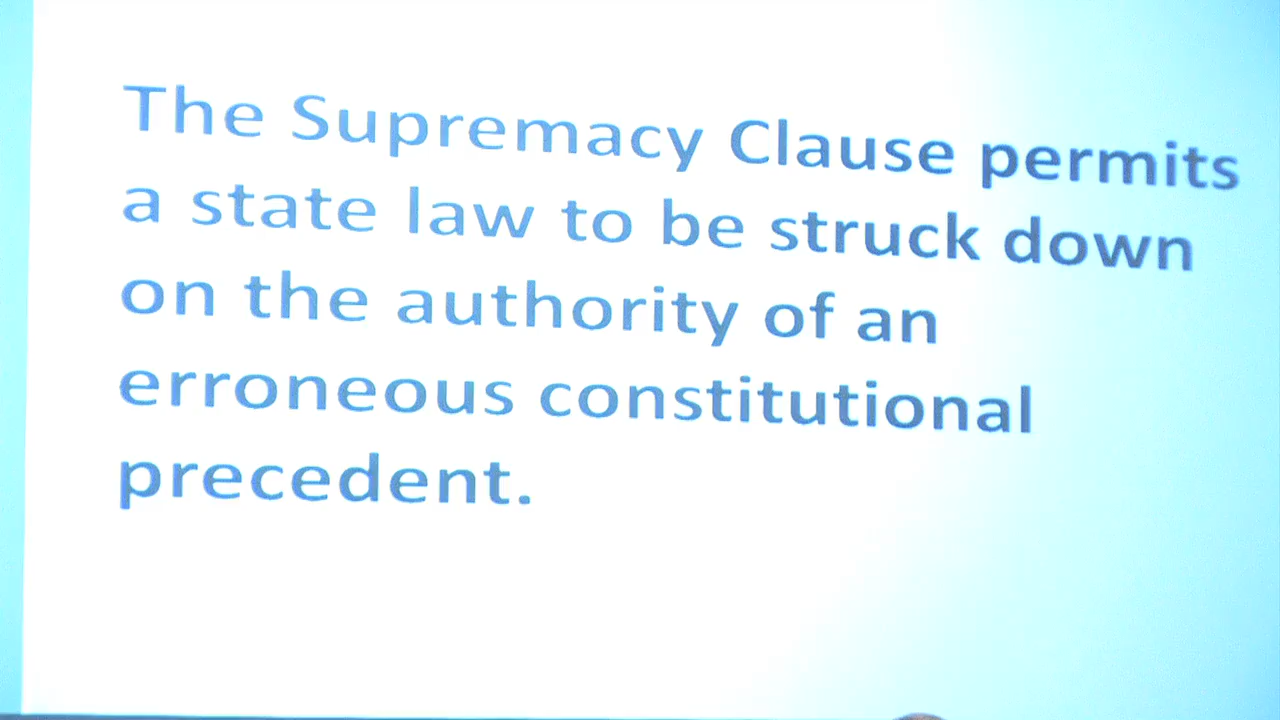 The Supremacy Clause permits
a state law to be struck down
on the authority of an
erroneous constitutional
precedent.